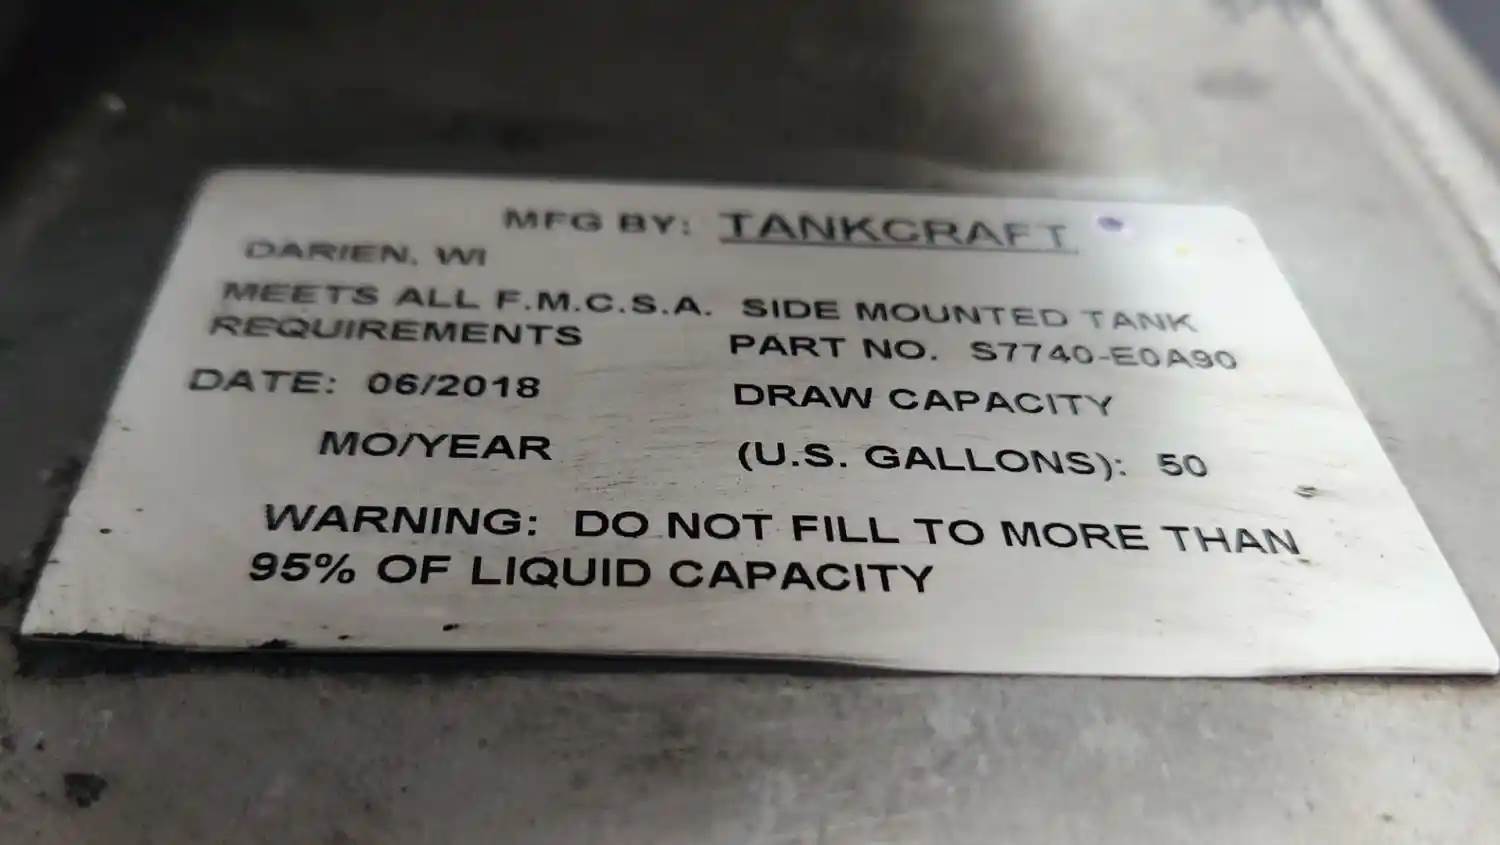 MFG BY: TANKCRAFT
DARIEN, WI
MEETS ALL F.M.C.S.A.
REQUIREMENTS
SIDE MOUNTED TANK
PART NO. S7740-E0A90
DATE: 06/2018
MO/YEAR
DRAW CAPACITY
(U.S. GALLONS): 50
WARNING: DO NOT FILL TO MORE THAN
95% OF LIQUID CAPACITY